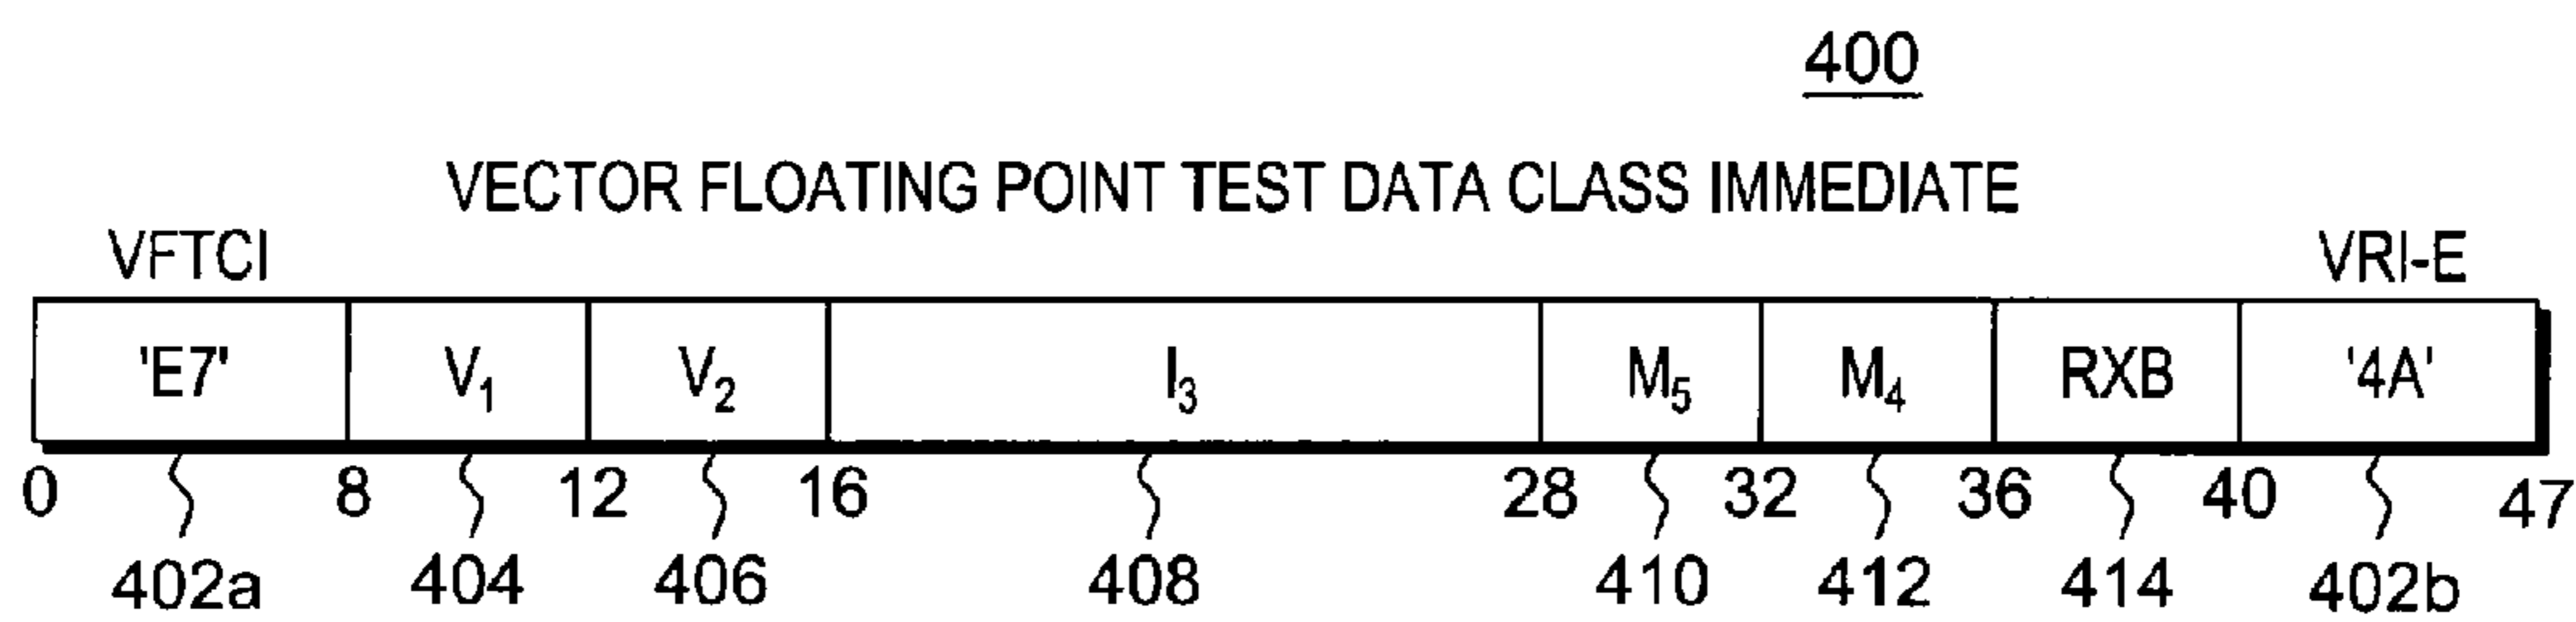 400
VECTOR FLOATING POINT TEST DATA CLASS IMMEDIATE
VFTCI VRI-E
'E7' V₁ V₂ I₃ M₅ M₄ RXB '4A'
0 8 12 16 28 32 36 40 47
402a 404 406 408 410 412 414 402b